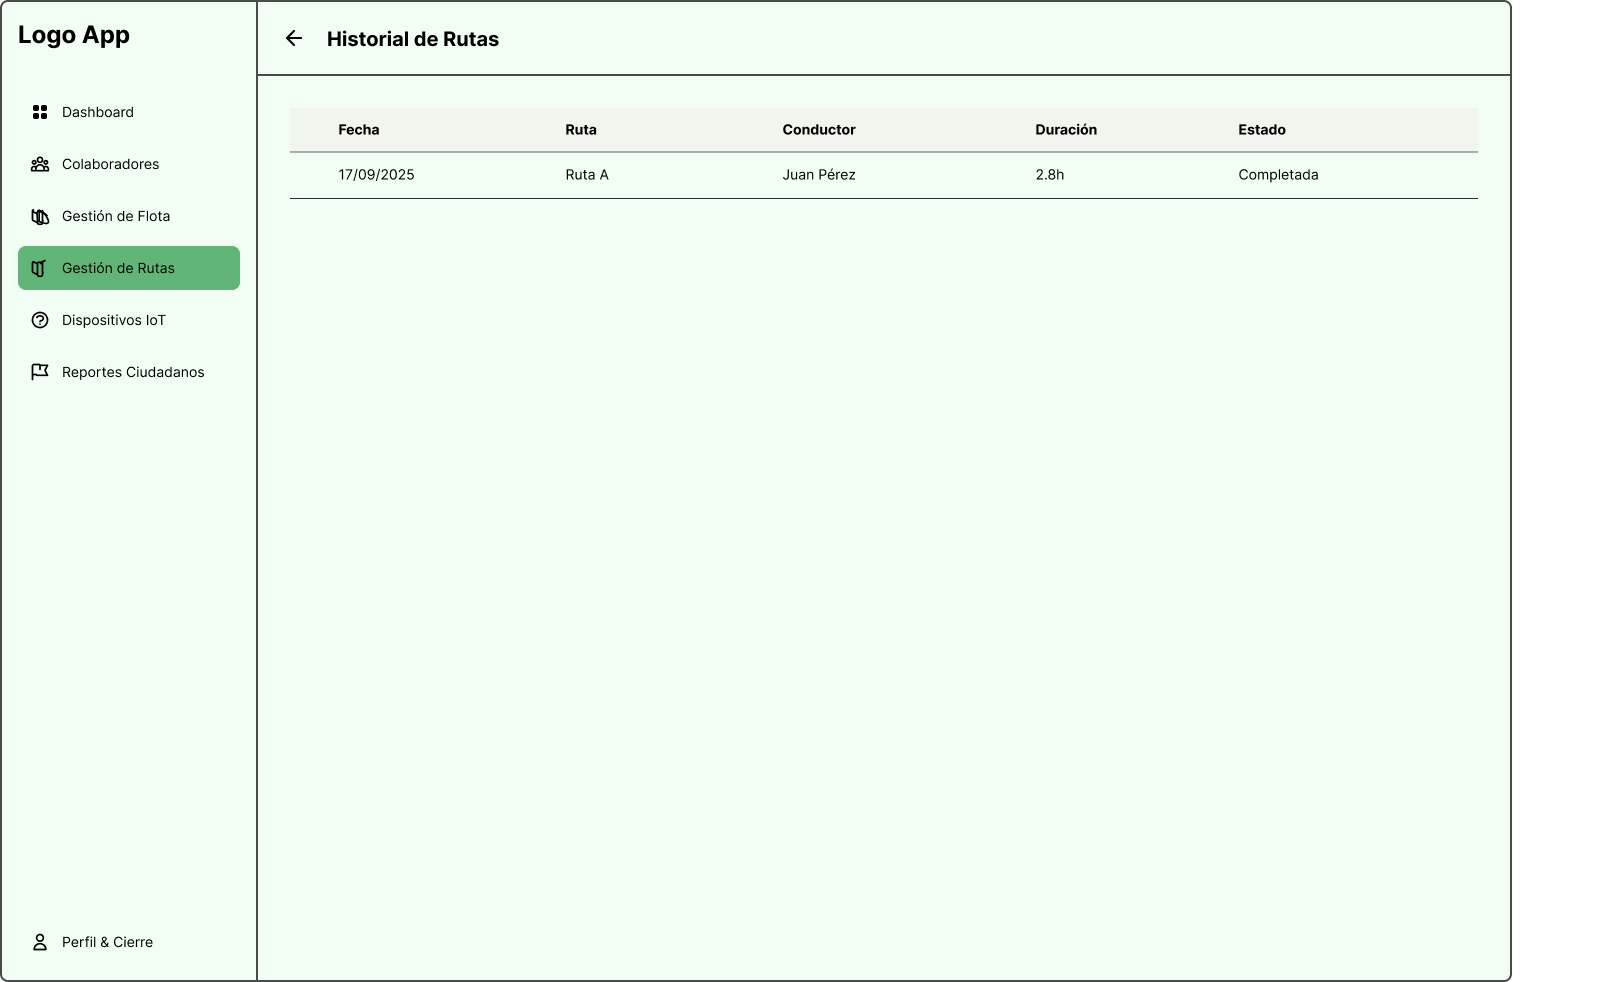 Logo App
Dashboard
Colaboradores
Gestión de Flota
Gestión de Rutas
Dispositivos IoT
Reportes Ciudadanos
Perfil & Cierre
Historial de Rutas
Fecha Ruta Conductor Duración Estado
17/09/2025 Ruta A Juan Pérez 2.8h Completada